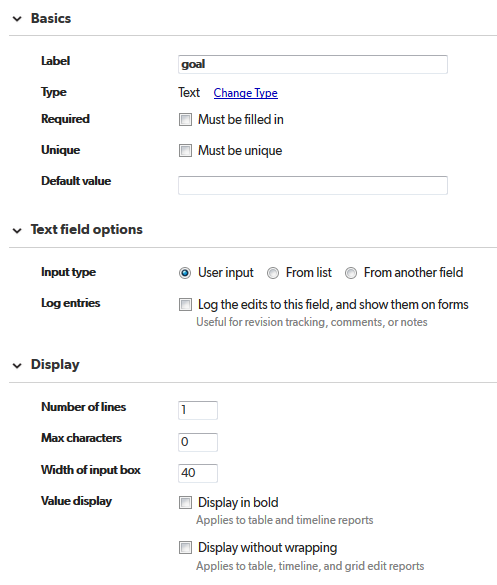 Basics
Label goal
Type Text Change Type
Required Must be filled in
Unique Must be unique
Default value
Text field options
Input type User input From list From another field
Log entries Log the edits to this field, and show them on forms
Useful for revision tracking, comments, or notes
Display
Number of lines 1
Max characters 0
Width of input box 40
Value display Display in bold
Applies to table and timeline reports
Display without wrapping
Applies to table, timeline, and grid edit reports